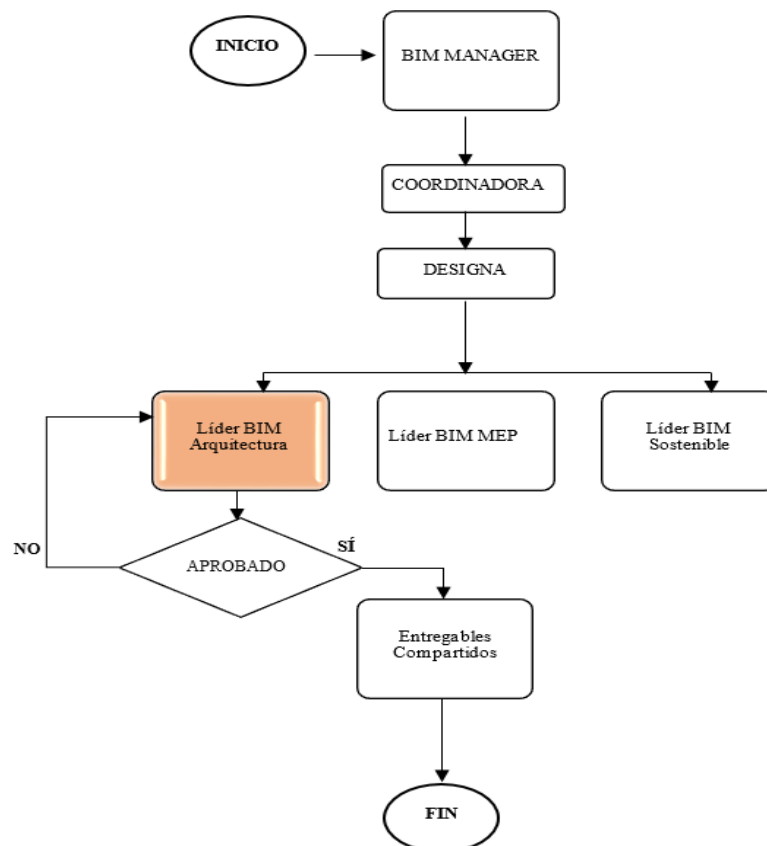 INICIO
BIM MANAGER
COORDINADORA
DESIGNA
Líder BIM
Arquitectura
Líder BIM MEP
Líder BIM
Sostenible
NO
SÍ
APROBADO
Entregables
Compartidos
FIN